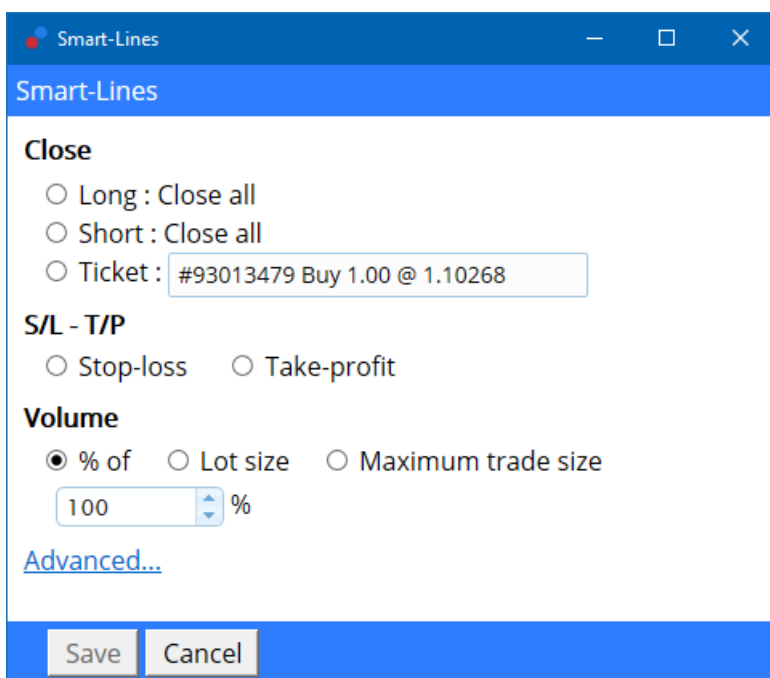 Smart-Lines
Smart-Lines
Close
Long : Close all
Short : Close all
Ticket : #93013479 Buy 1.00 @ 1.10268
S/L - T/P
Stop-loss Take-profit
Volume
% of Lot size Maximum trade size
100 %
Advanced...
Save Cancel